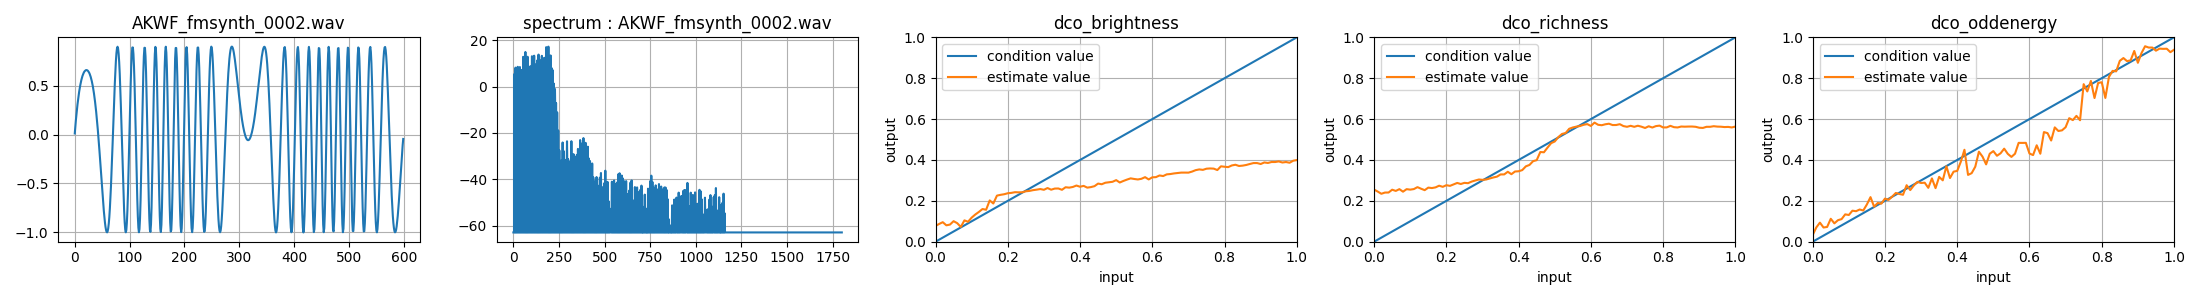 AKWF_fmsynth_0002.wav
0.5
0.0
−0.5
−1.0
0 100 200 300 400 500 600
spectrum : AKWF_fmsynth_0002.wav
20
0
−20
−40
−60
0 250 500 750 1000 1250 1500 1750
dco_brightness
condition value
estimate value
output
1.0
0.8
0.6
0.4
0.2
0.0
0.0 0.2 0.4 0.6 0.8 1.0
input
dco_richness
condition value
estimate value
output
1.0
0.8
0.6
0.4
0.2
0.0
0.0 0.2 0.4 0.6 0.8 1.0
input
dco_oddenergy
condition value
estimate value
output
1.0
0.8
0.6
0.4
0.2
0.0
0.0 0.2 0.4 0.6 0.8 1.0
input